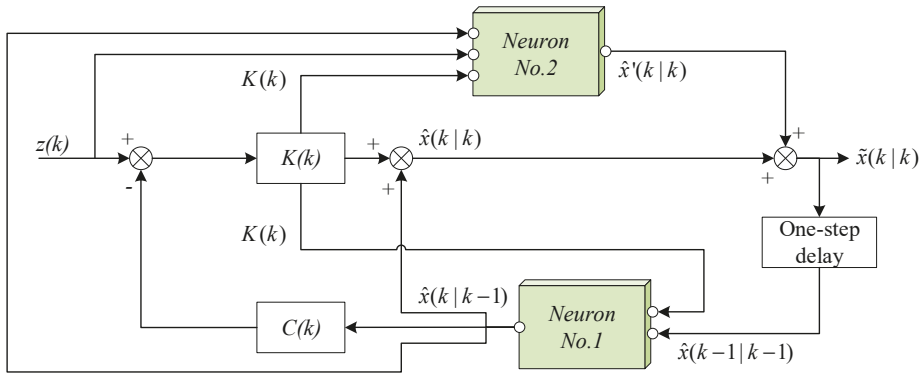 Neuron
No.2
x̂'(k | k)
K(k)
z(k)
+
-
K(k)
+
+
x̂(k | k)
+
+
x̃(k | k)
K(k)
One-step
delay
x̂(k | k−1)
C(k)
Neuron
No.1
x̂(k−1| k−1)